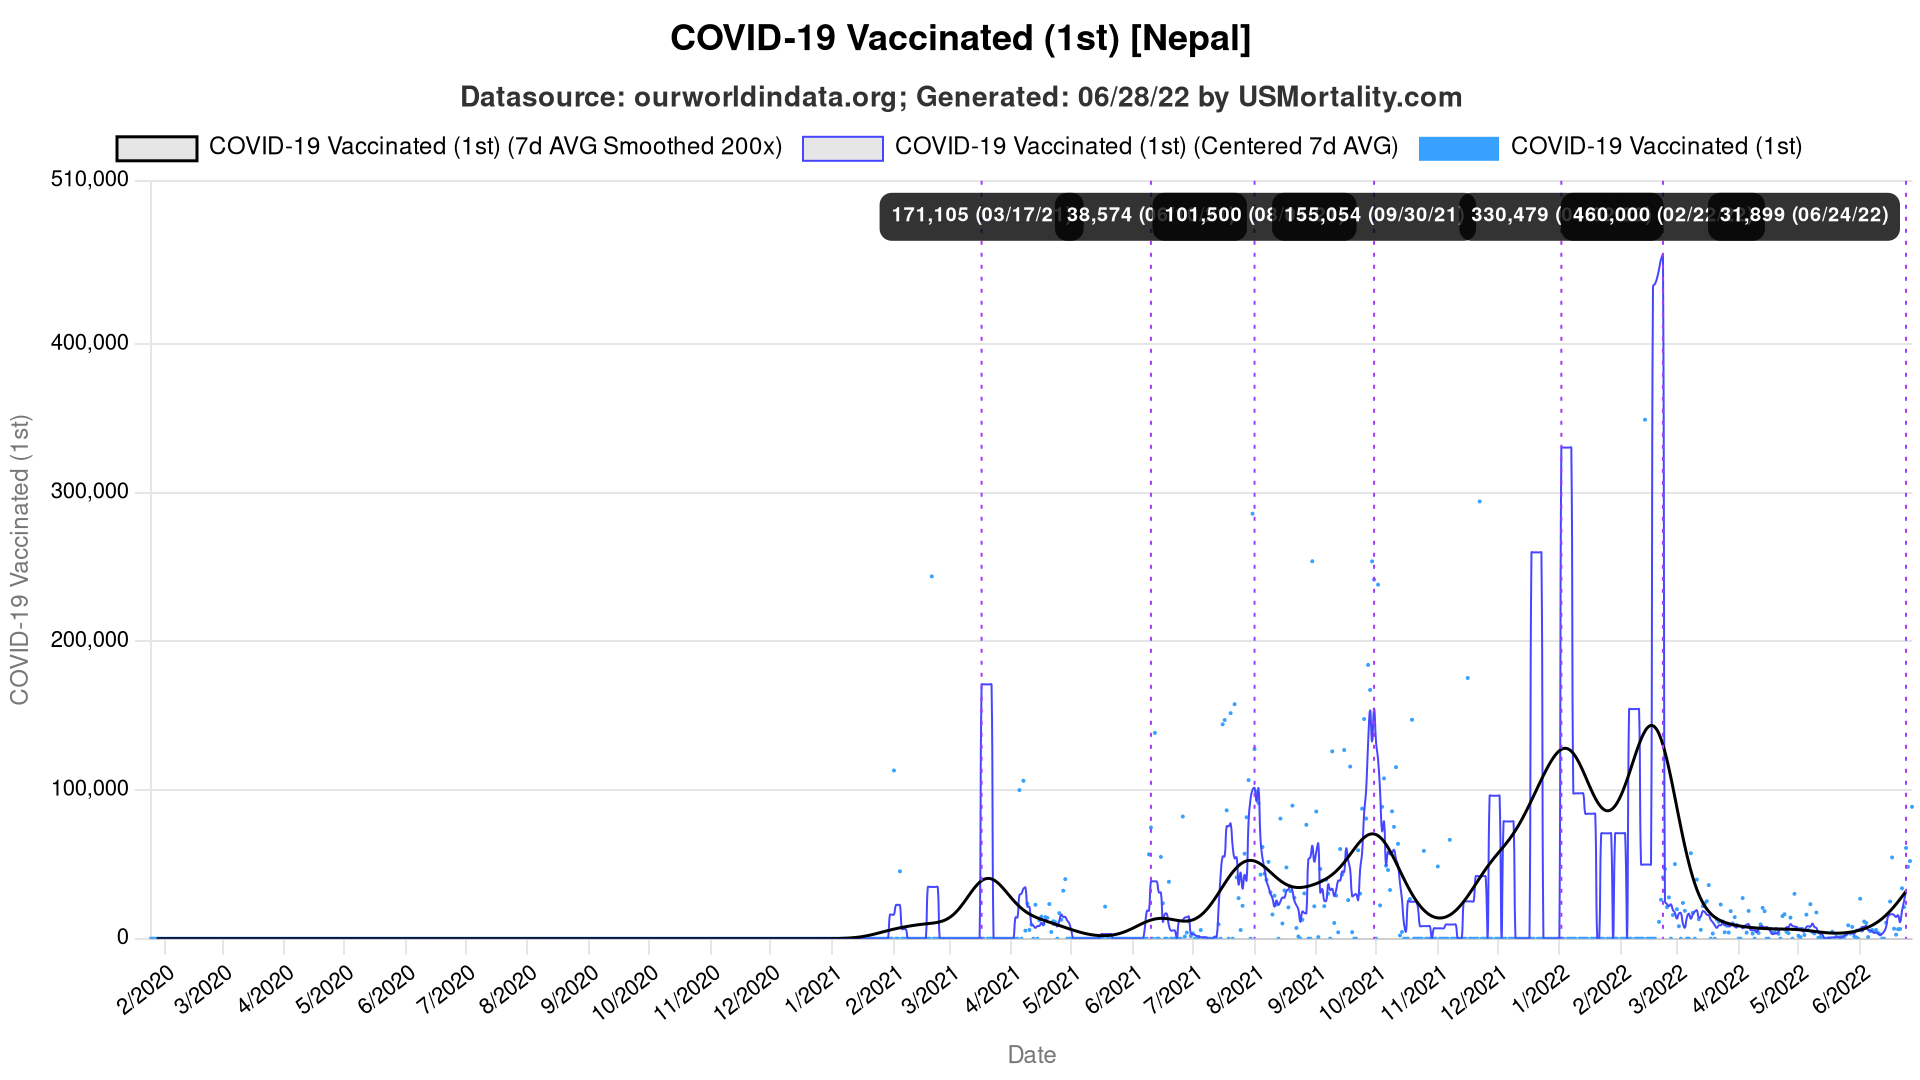 COVID-19 Vaccinated (1st) [Nepal]
Datasource: ourworldindata.org; Generated: 06/28/22 by USMortality.com
COVID-19 Vaccinated (1st) (7d AVG Smoothed 200x) COVID-19 Vaccinated (1st) (Centered 7d AVG) COVID-19 Vaccinated (1st)
171,105 (03/17/21 38,574 (0 101,500 (08 155,054 (09/30/21) 330,479 ( 460,000 (02/22 31,899 (06/24/22)
510,000
400,000
300,000
200,000
100,000
0
COVID-19 Vaccinated (1st)
2/2020 3/2020 4/2020 5/2020 6/2020 7/2020 8/2020 9/2020 10/2020 11/2020 12/2020 1/2021 2/2021 3/2021 4/2021 5/2021 6/2021 7/2021 8/2021 9/2021 10/2021 11/2021 12/2021 1/2022 2/2022 3/2022 4/2022 5/2022 6/2022
Date